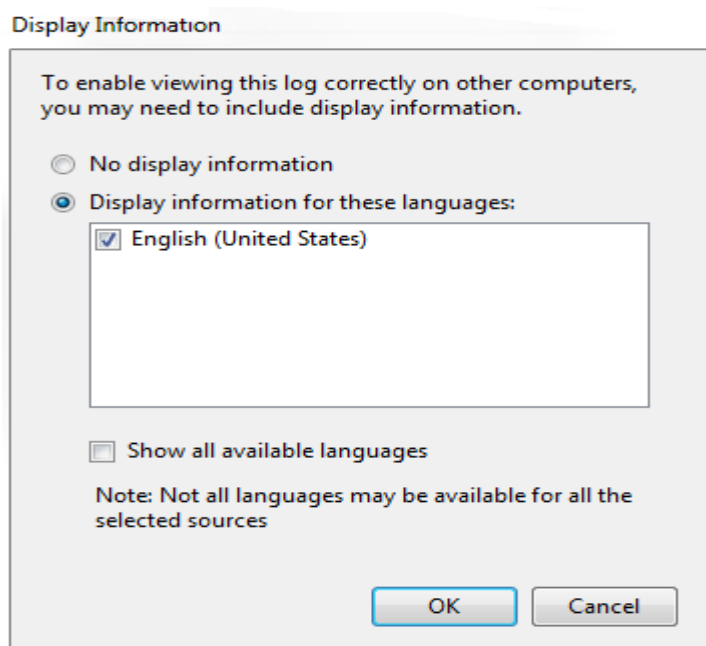 Display Information
To enable viewing this log correctly on other computers,
you may need to include display information.
No display information
Display information for these languages:
English (United States)
Show all available languages
Note: Not all languages may be available for all the
selected sources
OK Cancel